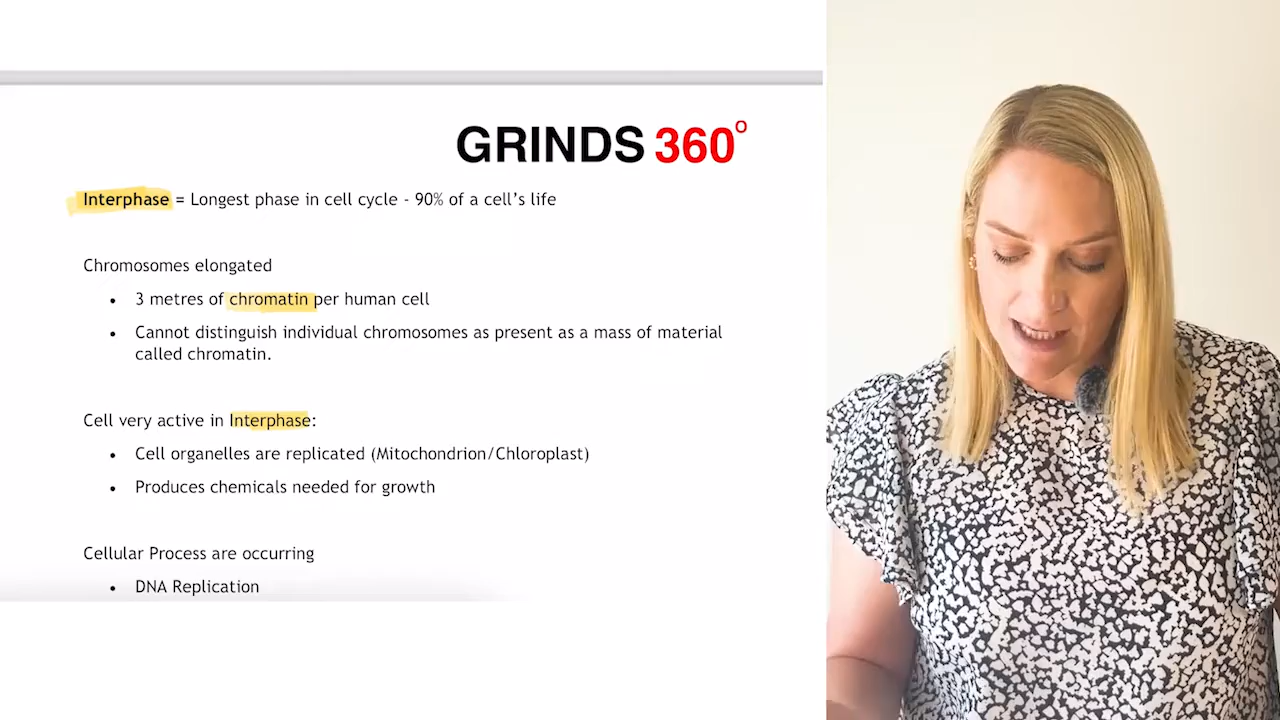 GRINDS 360°
Interphase = Longest phase in cell cycle - 90% of a cell's life
Chromosomes elongated
• 3 metres of chromatin per human cell
• Cannot distinguish individual chromosomes as present as a mass of material
called chromatin.
Cell very active in Interphase:
• Cell organelles are replicated (Mitochondrion/Chloroplast)
• Produces chemicals needed for growth
Cellular Process are occurring
• DNA Replication